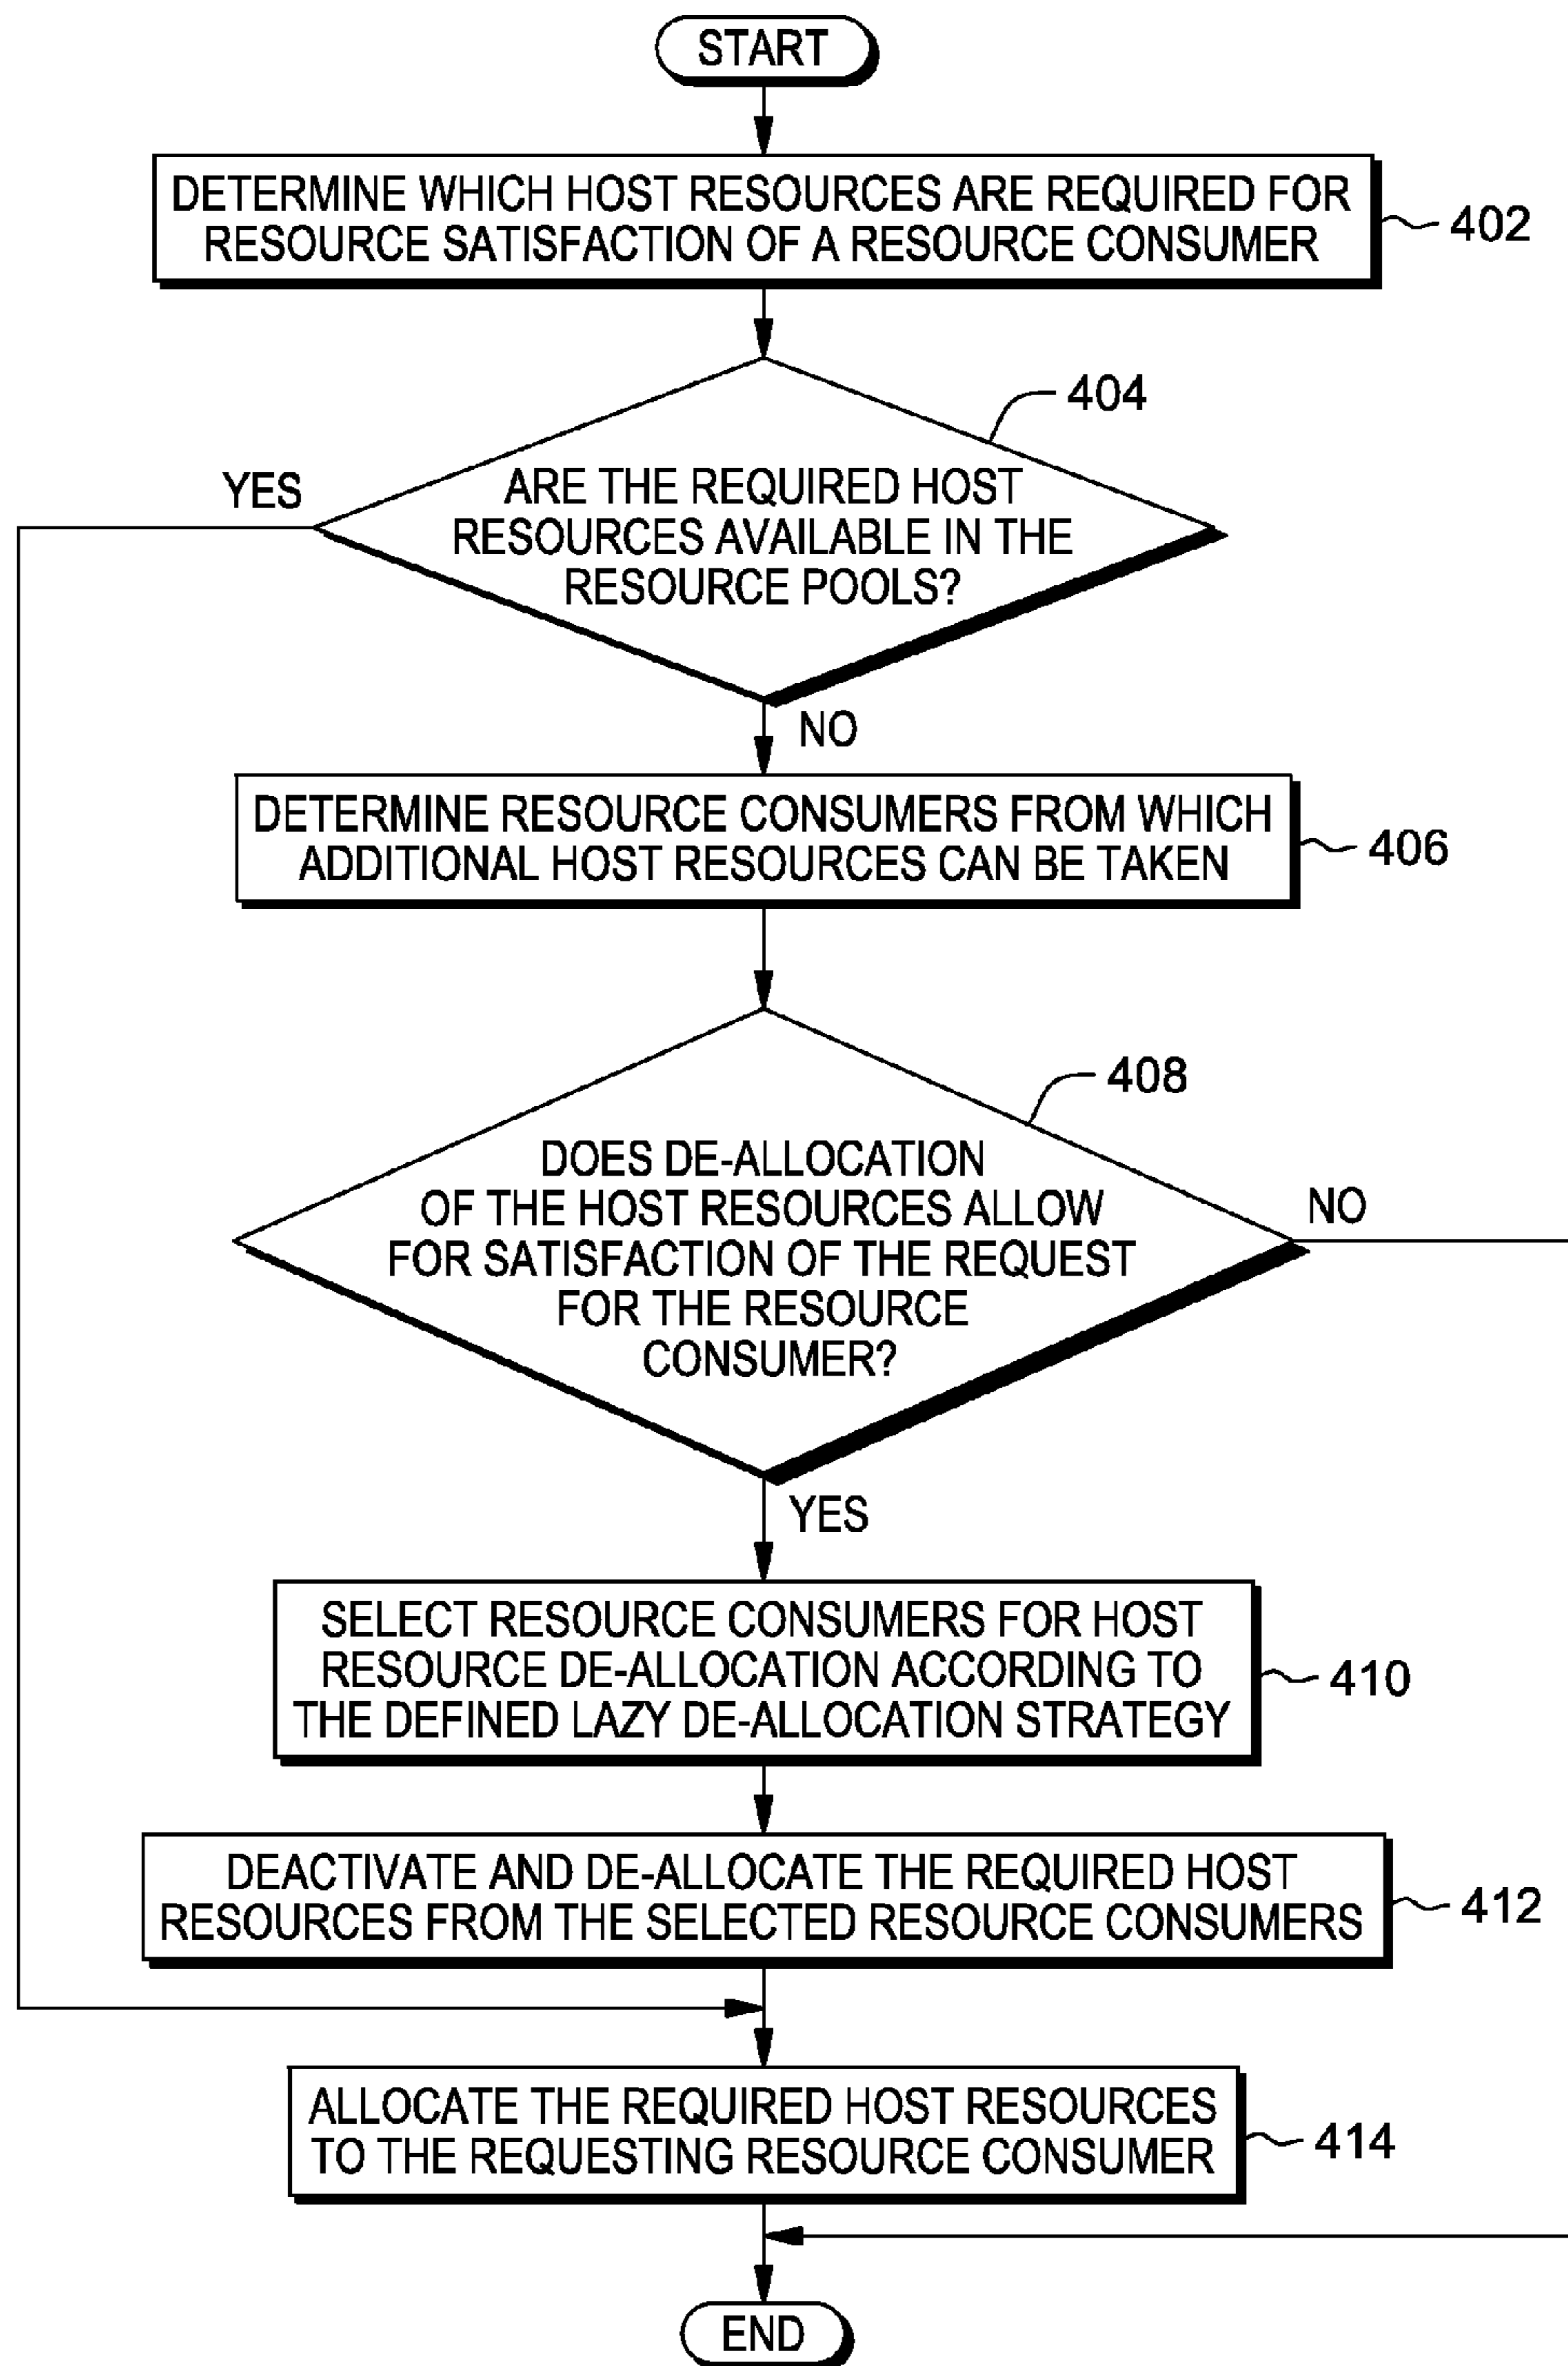 START
DETERMINE WHICH HOST RESOURCES ARE REQUIRED FOR
RESOURCE SATISFACTION OF A RESOURCE CONSUMER
402
404
YES
ARE THE REQUIRED HOST
RESOURCES AVAILABLE IN THE
RESOURCE POOLS?
NO
DETERMINE RESOURCE CONSUMERS FROM WHICH
ADDITIONAL HOST RESOURCES CAN BE TAKEN
406
408
DOES DE-ALLOCATION
OF THE HOST RESOURCES ALLOW
FOR SATISFACTION OF THE REQUEST
FOR THE RESOURCE
CONSUMER?
NO
YES
SELECT RESOURCE CONSUMERS FOR HOST
RESOURCE DE-ALLOCATION ACCORDING TO
THE DEFINED LAZY DE-ALLOCATION STRATEGY
410
DEACTIVATE AND DE-ALLOCATE THE REQUIRED HOST
RESOURCES FROM THE SELECTED RESOURCE CONSUMERS
412
ALLOCATE THE REQUIRED HOST RESOURCES
TO THE REQUESTING RESOURCE CONSUMER
414
END